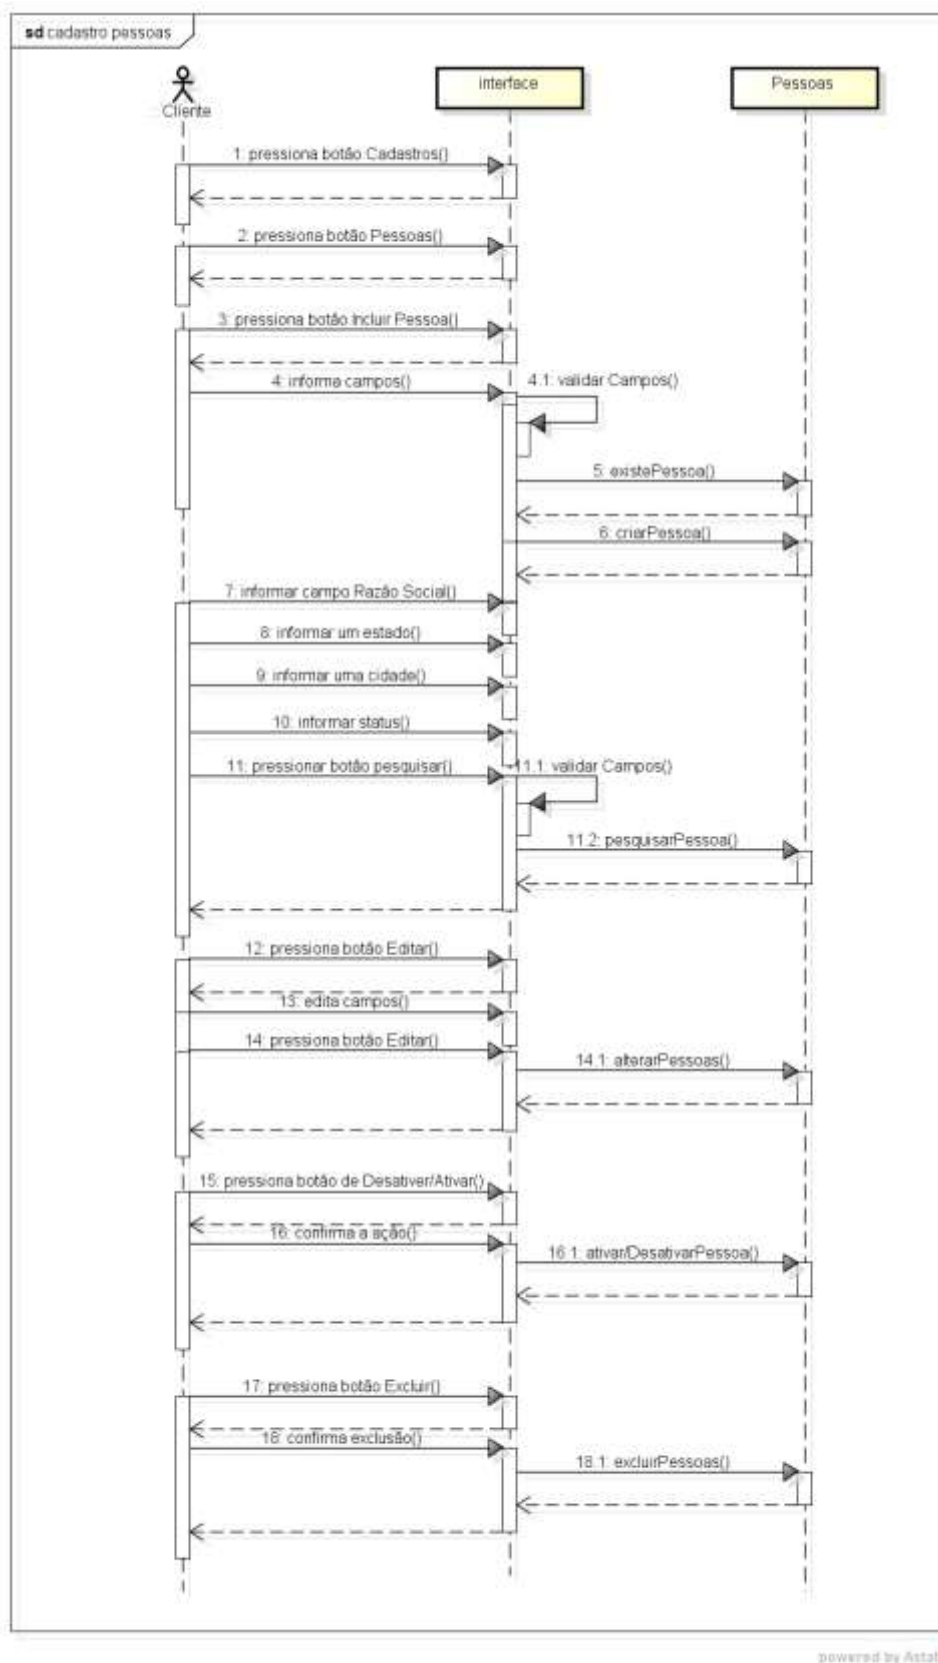 sd cadastro pessoas
Cliente
interface
Pessoas
1: pressiona botão Cadastros()
2: pressiona botão Pessoas()
3: pressiona botão Incluir Pessoa()
4: informa campos()
4.1: validar Campos()
5: existePessoa()
6: criarPessoa()
7: informar campo Razão Social()
8: informar um estado()
9: informar uma cidade()
10: informar status()
11: pressionar botão pesquisar()
11.1: validar Campos()
11.2: pesquisarPessoa()
12: pressiona botão Editar()
13: edita campos()
14: pressiona botão Editar()
14.1: alterarPessoas()
15: pressiona botão de Desativer/Ativar()
16: confirma a ação()
16.1: ativar/DesativarPessoa()
17: pressiona botão Excluir()
18: confirma exclusão()
18.1: excluirPessoas()
powered by Astah